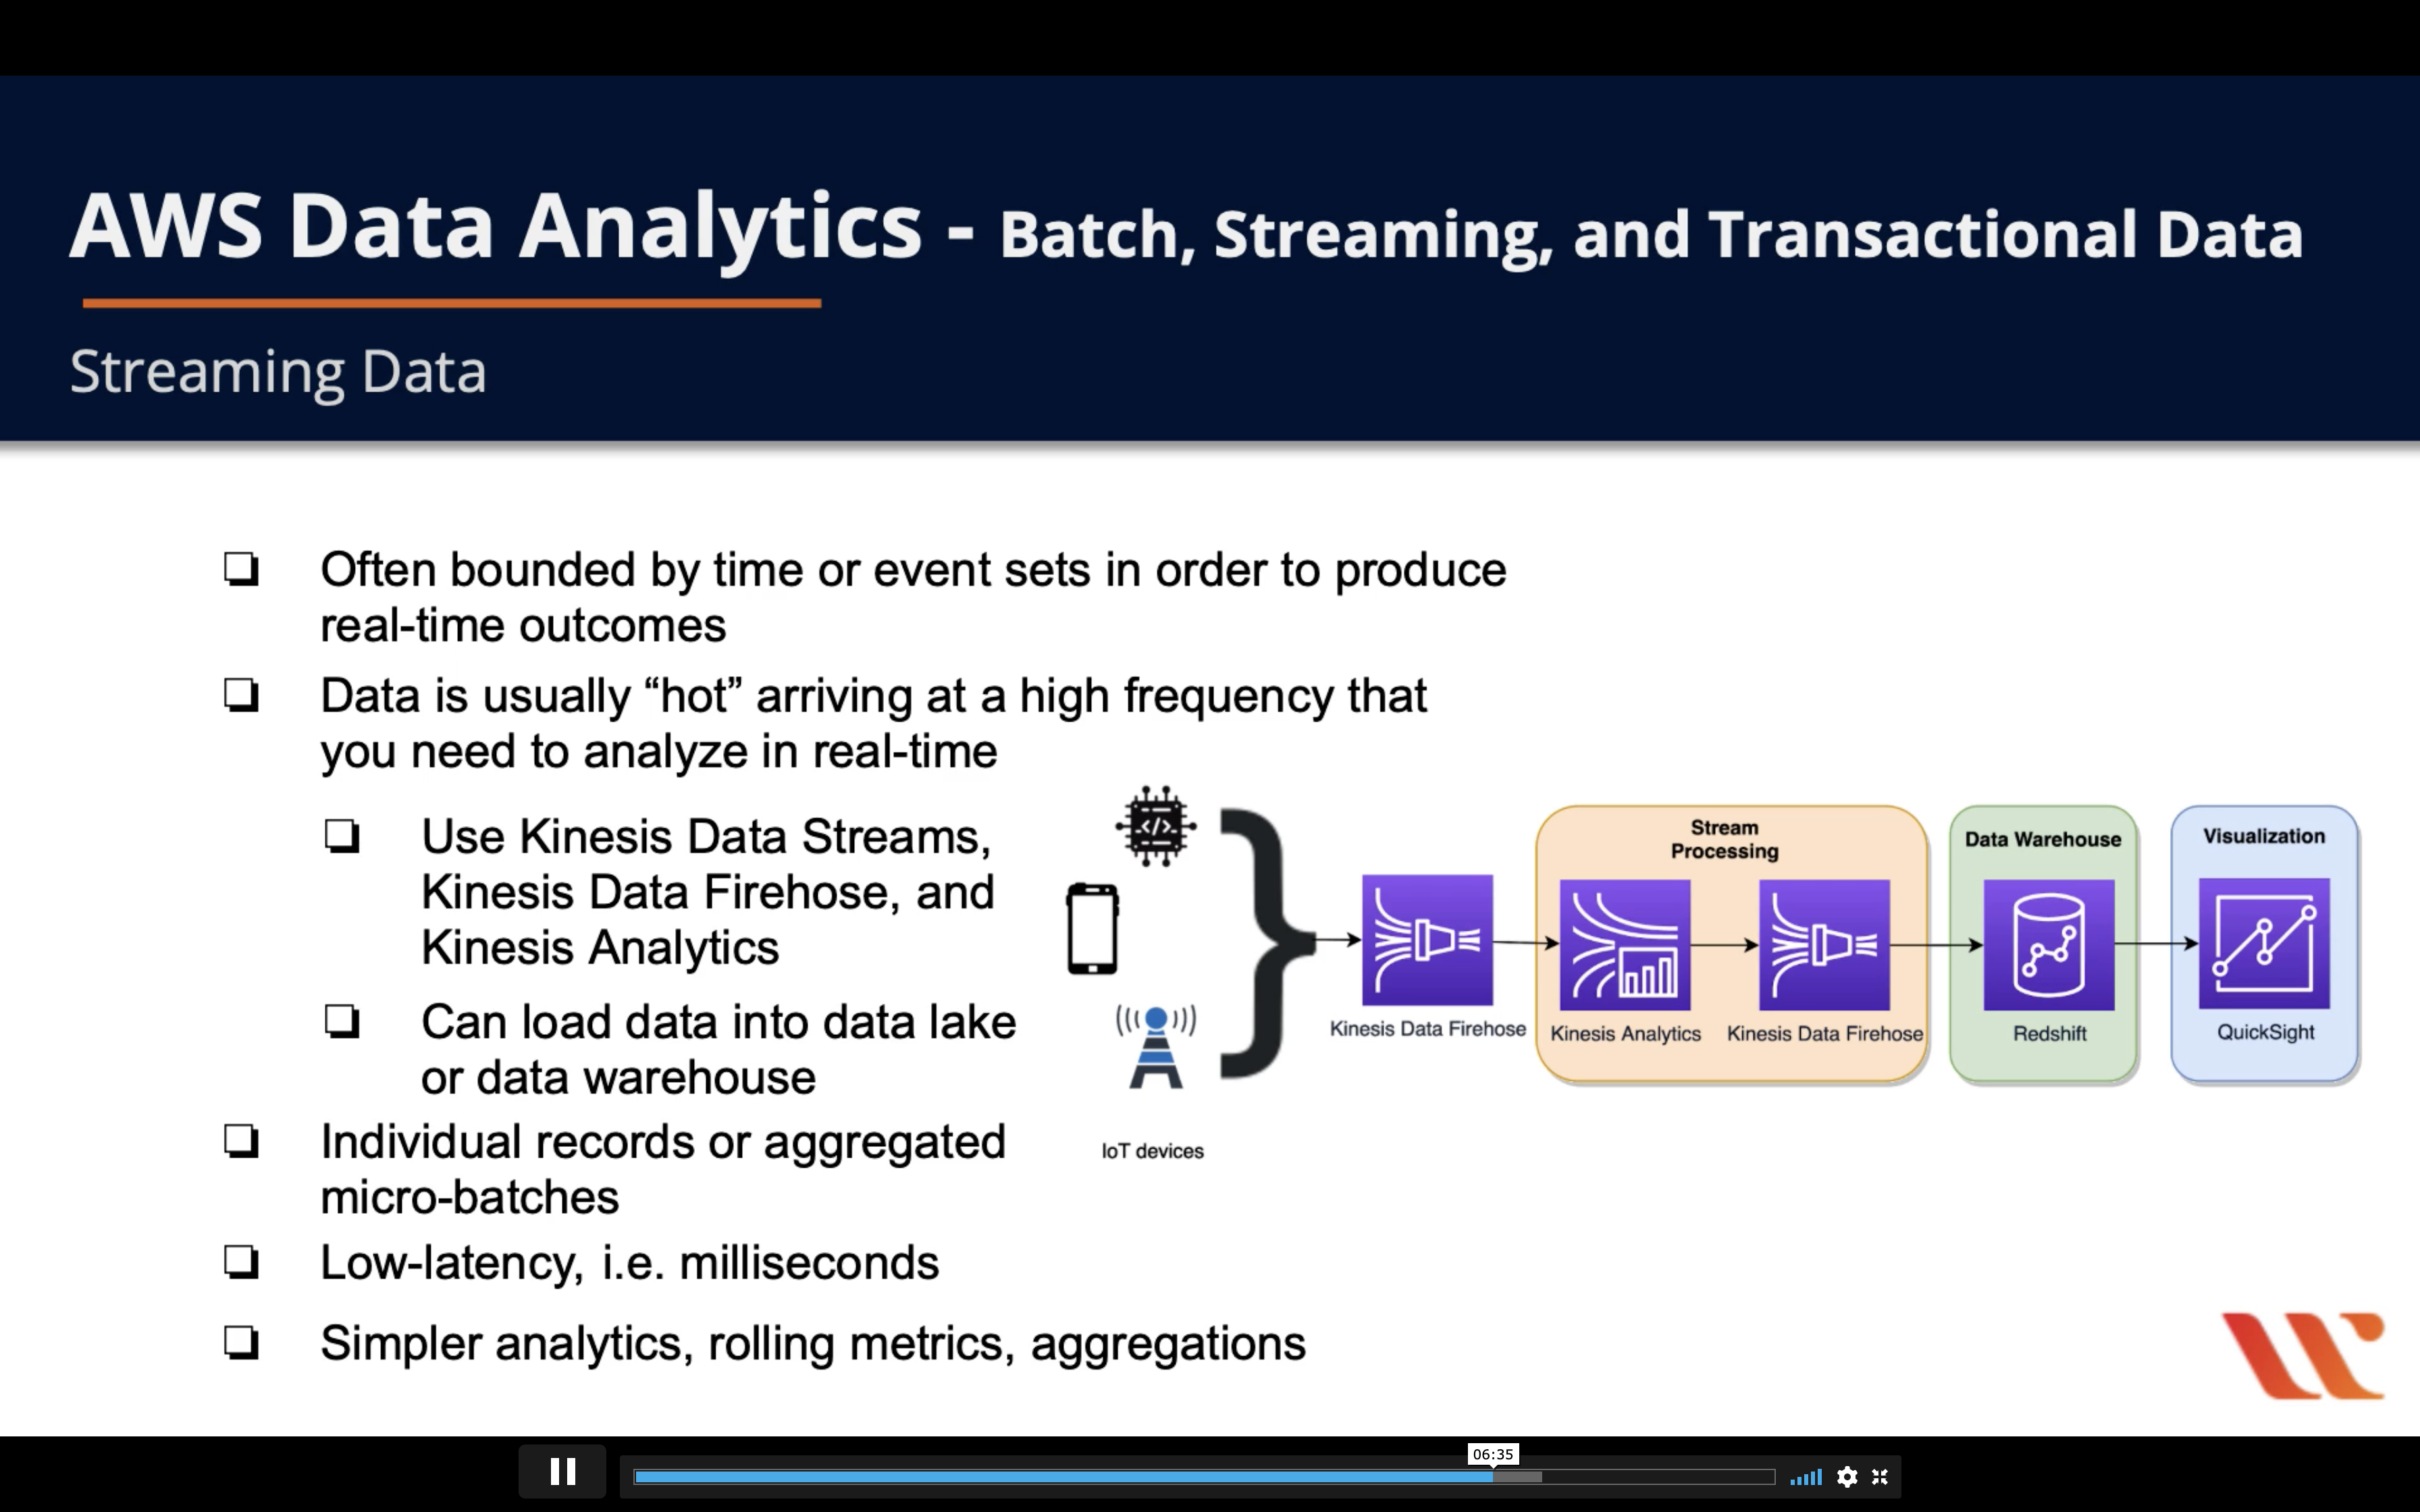 AWS Data Analytics - Batch, Streaming, and Transactional Data
Streaming Data
Often bounded by time or event sets in order to produce
real-time outcomes
Data is usually “hot” arriving at a high frequency that
you need to analyze in real-time
Use Kinesis Data Streams,
Kinesis Data Firehose, and
Kinesis Analytics
Can load data into data lake
or data warehouse
Individual records or aggregated
micro-batches
Low-latency, i.e. milliseconds
Simpler analytics, rolling metrics, aggregations
</>
IoT devices
Kinesis Data Firehose
Stream
Processing
Kinesis Analytics
Kinesis Data Firehose
Data Warehouse
Redshift
Visualization
QuickSight
06:35